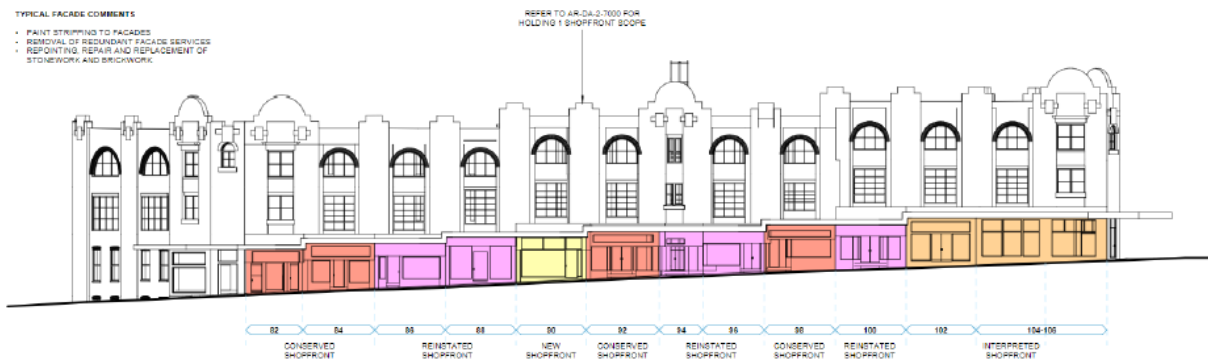 TYPICAL FACADE COMMENTS
• PAINT STRIPPING TO FACADES
• REMOVAL OF REDUNDANT FACADE SERVICES
• REPOINTING, REPAIR AND REPLACEMENT OF
STONEWORK AND BRICKWORK
REFER TO AR-DA-2-7000 FOR
HOLDING 1 SHOPFRONT SCOPE
82 84 86 88 90 92 94 96 98 100 102 104-106
CONSERVED REINSTATED NEW CONSERVED REINSTATED CONSERVED REINSTATED INTERPRETED
SHOPFRONT SHOPFRONT SHOPFRONT SHOPFRONT SHOPFRONT SHOPFRONT SHOPFRONT SHOPFRONT